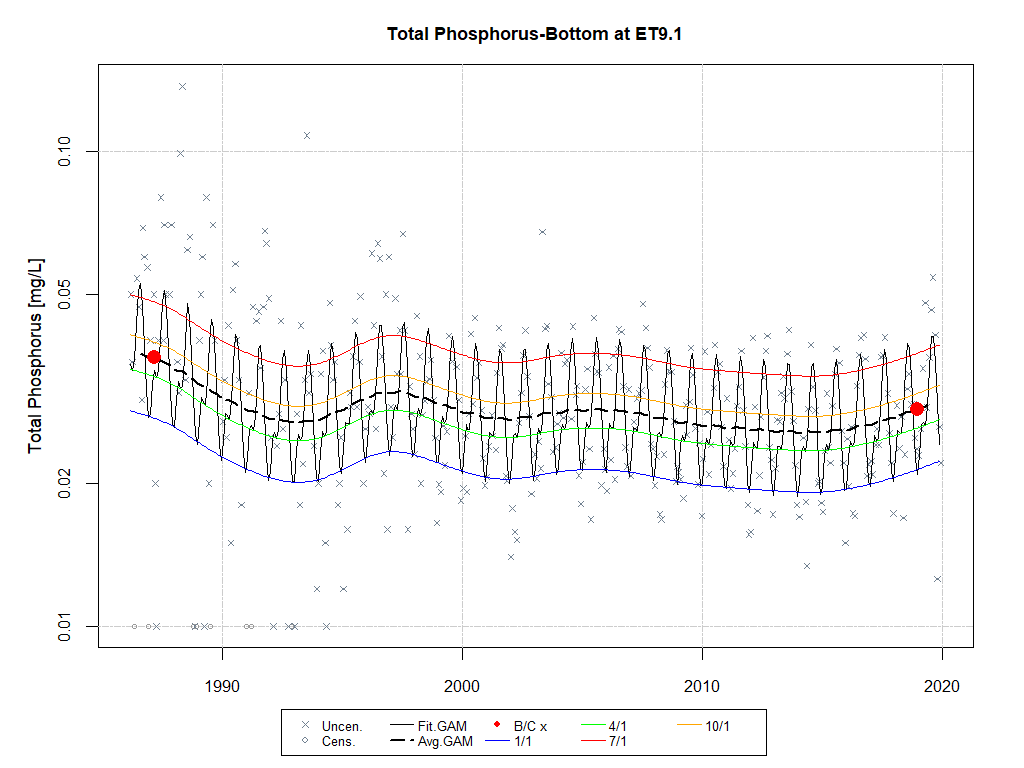 Total Phosphorus-Bottom at ET9.1
Total Phosphorus [mg/L]
0.10
0.05
0.02
0.01
1990 2000 2010 2020
Uncen. Fit.GAM B/C x 4/1 10/1
Cens. Avg.GAM 1/1 7/1